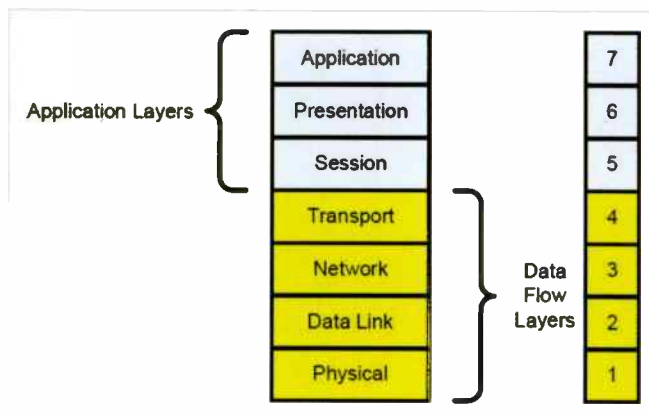 Application 7
Application Layers Presentation 6
Session 5
Transport 4
Network Data 3
Flow
Data Link Layers 2
Physical 1